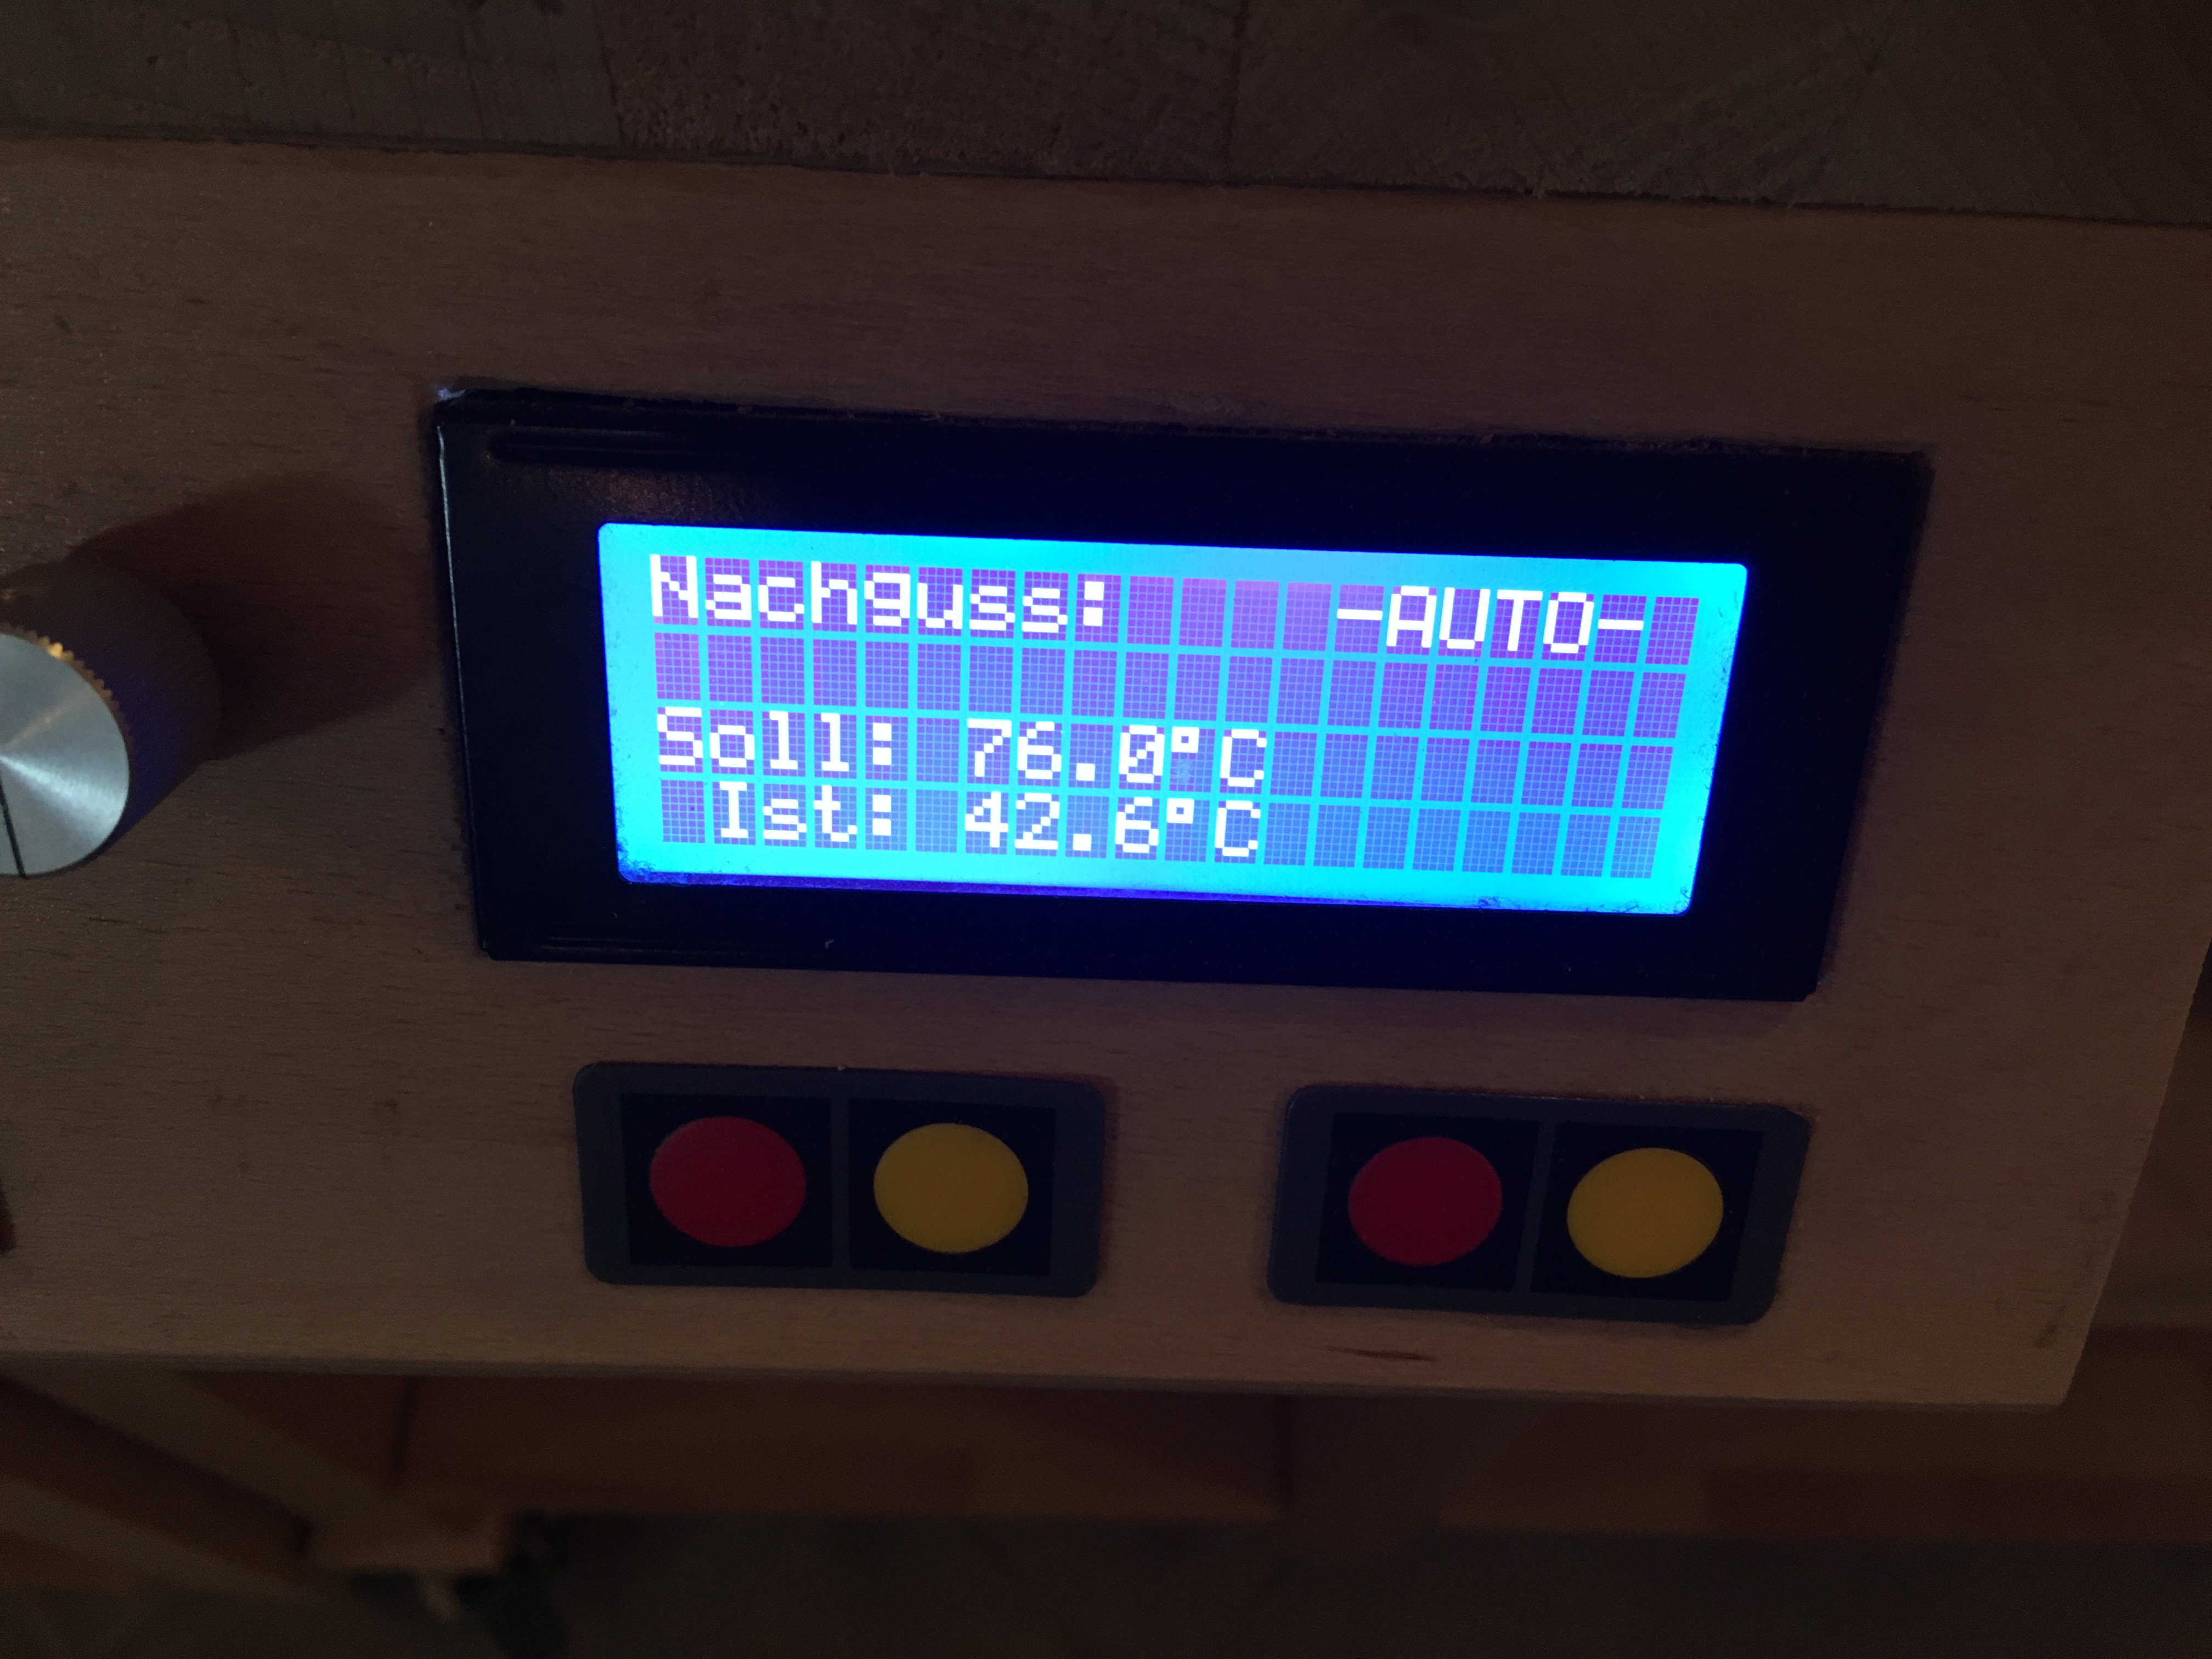 Nachguss: -AUTO-
Soll: 76.0°C
Ist: 42.6°C